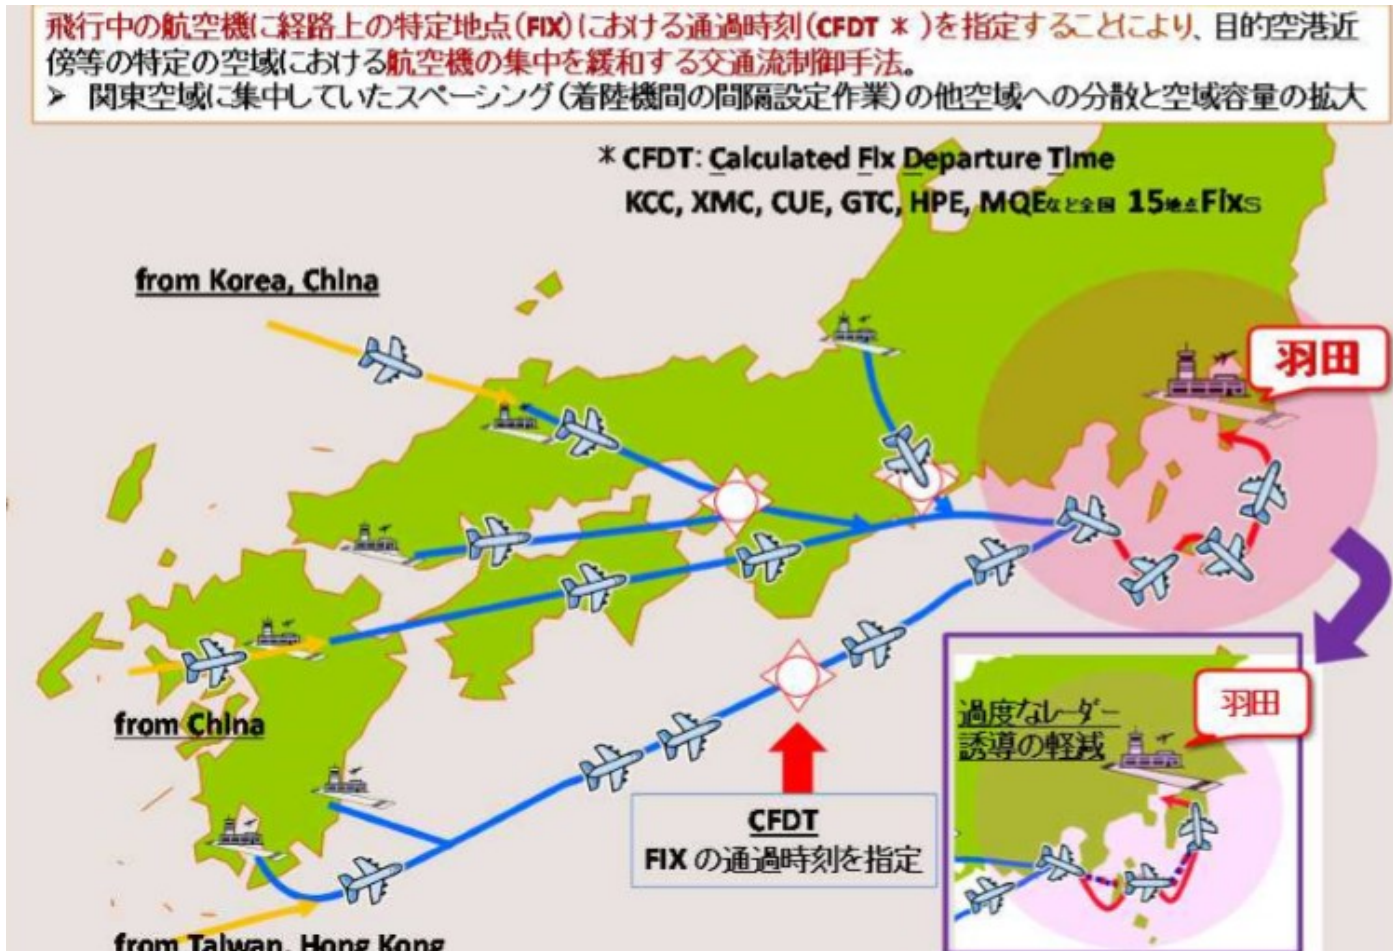 飛行中の航空機に経路上の特定地点(FIX)における通過時刻(CFDT＊)を指定することにより、目的空港近
傍等の特定の空域における航空機の集中を緩和する交通流制御手法。
➢ 関東空域に集中していたスペーシング(着陸機間の間隔設定作業)の他空域への分散と空域容量の拡大
＊CFDT: Calculated Fix Departure Time
KCC, XMC, CUE, GTC, HPE, MQEなど全国 15地点Fixs
from Korea, China
羽田
from China
過度なレーダー
誘導の軽減
羽田
CFDT
FIX の通過時刻を指定
from Taiwan, Hong Kong